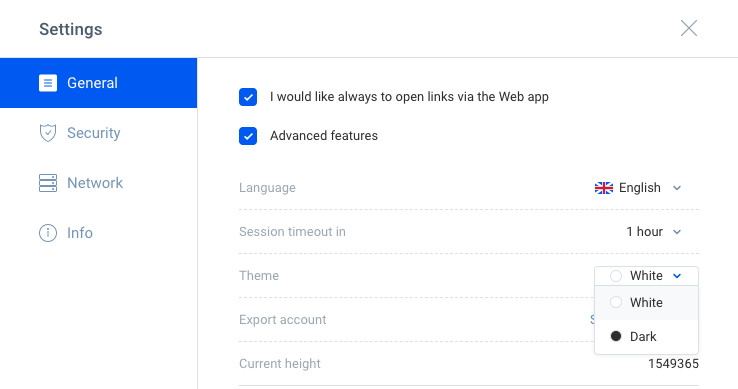 Settings
General
Security
Network
Info
I would like always to open links via the Web app
Advanced features
Language English
Session timeout in 1 hour
Theme White
White
Dark
Export account
Current height 1549365